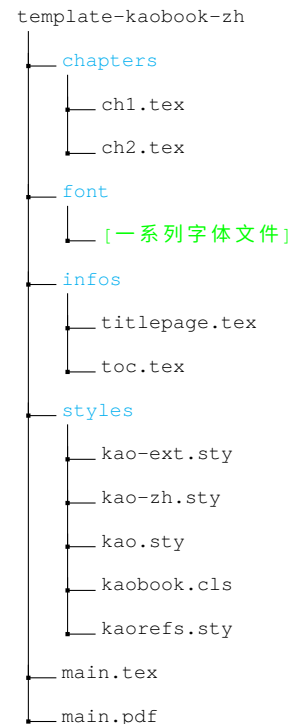 template-kaobook-zh
chapters
ch1.tex
ch2.tex
font
[一系列字体文件]
infos
titlepage.tex
toc.tex
styles
kao-ext.sty
kao-zh.sty
kao.sty
kaobook.cls
kaorefs.sty
main.tex
main.pdf